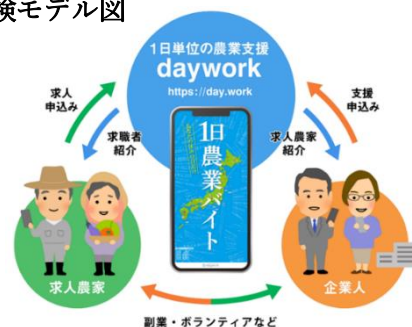 験モデル図
1日単位の農業支援
daywork
https://day.work
求人
申込み
支援
申込み
求職者
紹介
求人農家
紹介
1日農業バイト
求人農家
企業人
副業・ボランティアなど